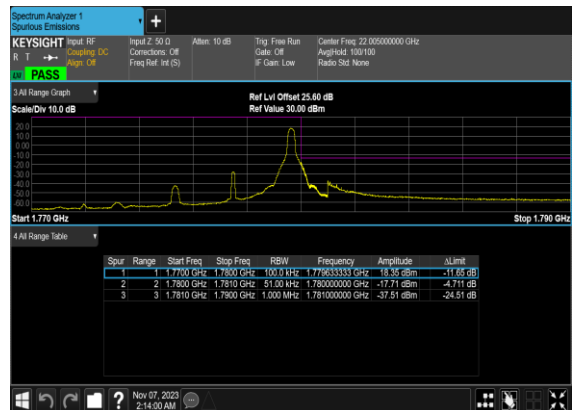 Spectrum Analyzer 1
Spurious Emissions
KEYSIGHT
R T
LXI PASS
Input: RF
Coupling: DC
Align: Off
Input Z: 50 Ω
Corrections: Off
Freq Ref: Int (S)
Atten: 10 dB
Trig: Free Run
Gate: Off
IF Gain: Low
Center Freq: 22.005000000 GHz
Avg|Hold: 100/100
Radio Std: None
3 All Range Graph
Scale/Div 10.0 dB
Ref Lvl Offset 25.60 dB
Ref Value 30.00 dBm
20.0
10.0
0.00
-10.0
-20.0
-30.0
-40.0
-50.0
-60.0
Start 1.770 GHz
Stop 1.790 GHz
4 All Range Table
Spur Range Start Freq Stop Freq RBW Frequency Amplitude ΔLimit
1 1 1.7700 GHz 1.7800 GHz 100.0 kHz 1.779633333 GHz 18.35 dBm -11.65 dB
2 2 1.7800 GHz 1.7810 GHz 51.00 kHz 1.780000000 GHz -17.71 dBm -4.711 dB
3 3 1.7810 GHz 1.7900 GHz 1.000 MHz 1.781000000 GHz -37.51 dBm -24.51 dB
?
Nov 07, 2023
2:14:00 AM